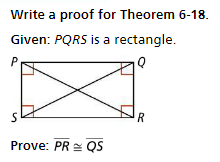 Write a proof for Theorem 6-18.
Given: PQRS is a rectangle.
P Q
S R
Prove: PR ≅ QS